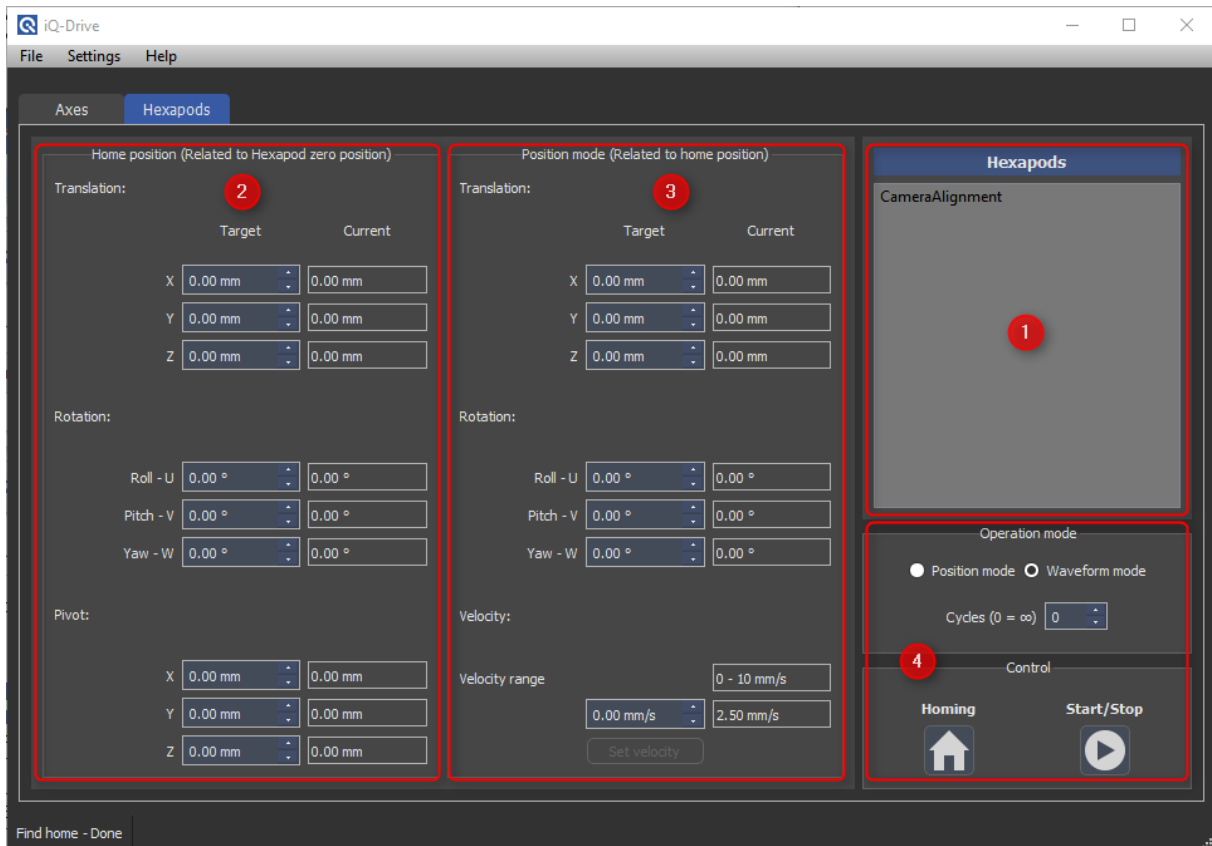 iQ-Drive
File Settings Help
Axes Hexapods
Home position (Related to Hexapod zero position)
2
Translation:
Target Current
X 0.00 mm 0.00 mm
Y 0.00 mm 0.00 mm
Z 0.00 mm 0.00 mm
Rotation:
Roll - U 0.00 ° 0.00 °
Pitch - V 0.00 ° 0.00 °
Yaw - W 0.00 ° 0.00 °
Pivot:
X 0.00 mm 0.00 mm
Y 0.00 mm 0.00 mm
Z 0.00 mm 0.00 mm
Position mode (Related to home position)
3
Translation:
Target Current
X 0.00 mm 0.00 mm
Y 0.00 mm 0.00 mm
Z 0.00 mm 0.00 mm
Rotation:
Roll - U 0.00 ° 0.00 °
Pitch - V 0.00 ° 0.00 °
Yaw - W 0.00 ° 0.00 °
Velocity:
Velocity range 0 - 10 mm/s
0.00 mm/s 2.50 mm/s
Set velocity
Hexapods
CameraAlignment
1
Operation mode
Position mode Waveform mode
Cycles (0 = ∞) 0
4
Control
Homing Start/Stop
Find home - Done